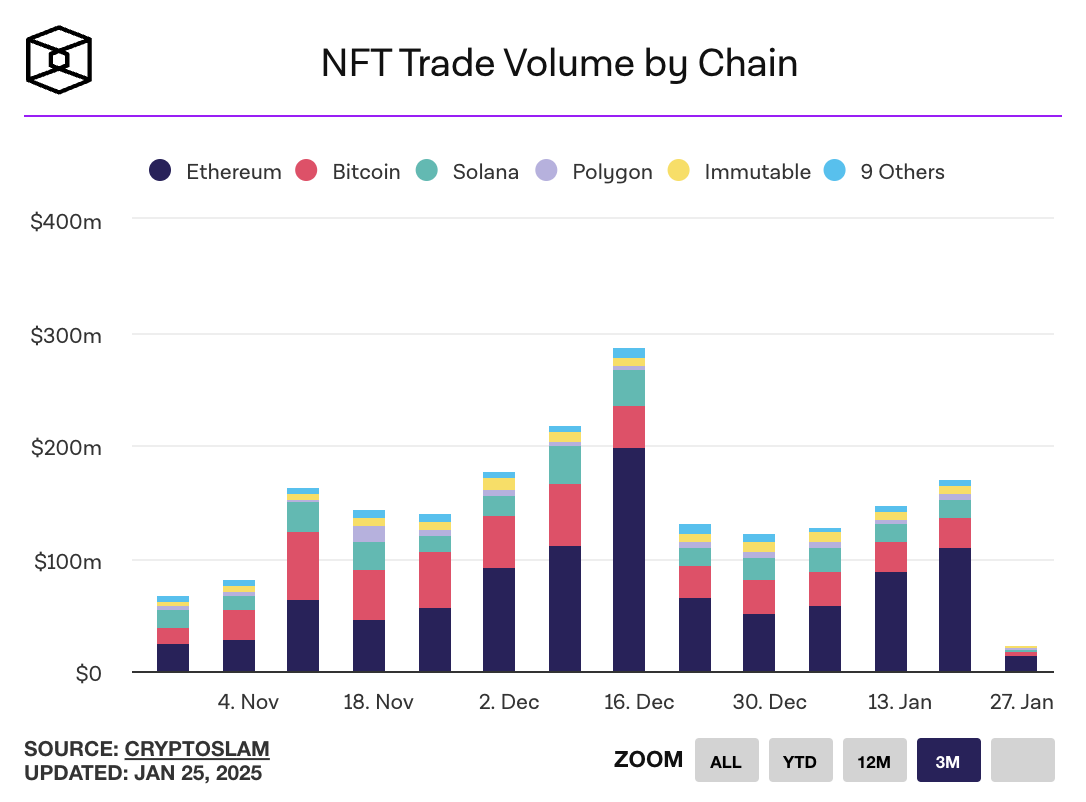 NFT Trade Volume by Chain
Ethereum Bitcoin Solana Polygon Immutable 9 Others
$400m
$300m
$200m
$100m
$0
4. Nov 18. Nov 2. Dec 16. Dec 30. Dec 13. Jan 27. Jan
SOURCE: CRYPTOSLAM
UPDATED: JAN 25, 2025
ZOOM ALL YTD 12M 3M